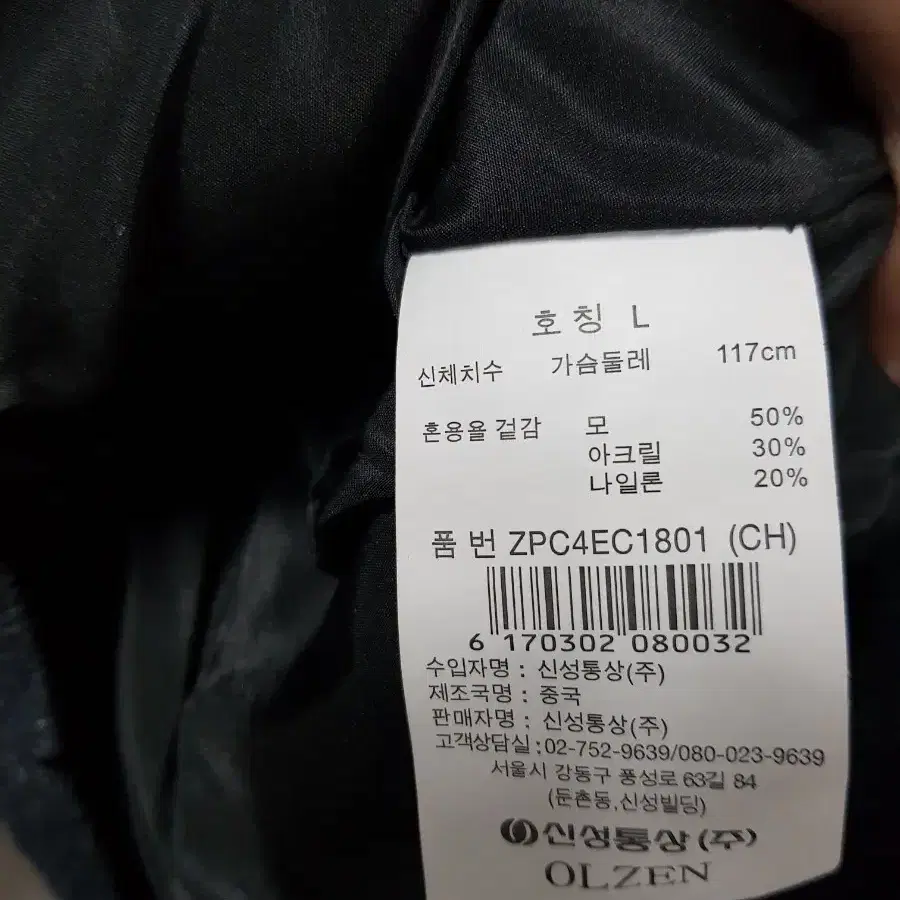 호칭 L
신체치수 가슴둘레 117cm
혼용율 겉감 모 50%
아크릴 30%
나일론 20%
품번 ZPC4EC1801 (CH)
6 170302 080032
수입자명 : 신성통상(주)
제조국명 : 중국
판매자명 : 신성통상(주)
고객상담실 : 02-752-9639/080-023-9639
서울시 강동구 풍성로 63길 84
(둔촌동,신성빌딩)
신성통상(주)
OLZEN